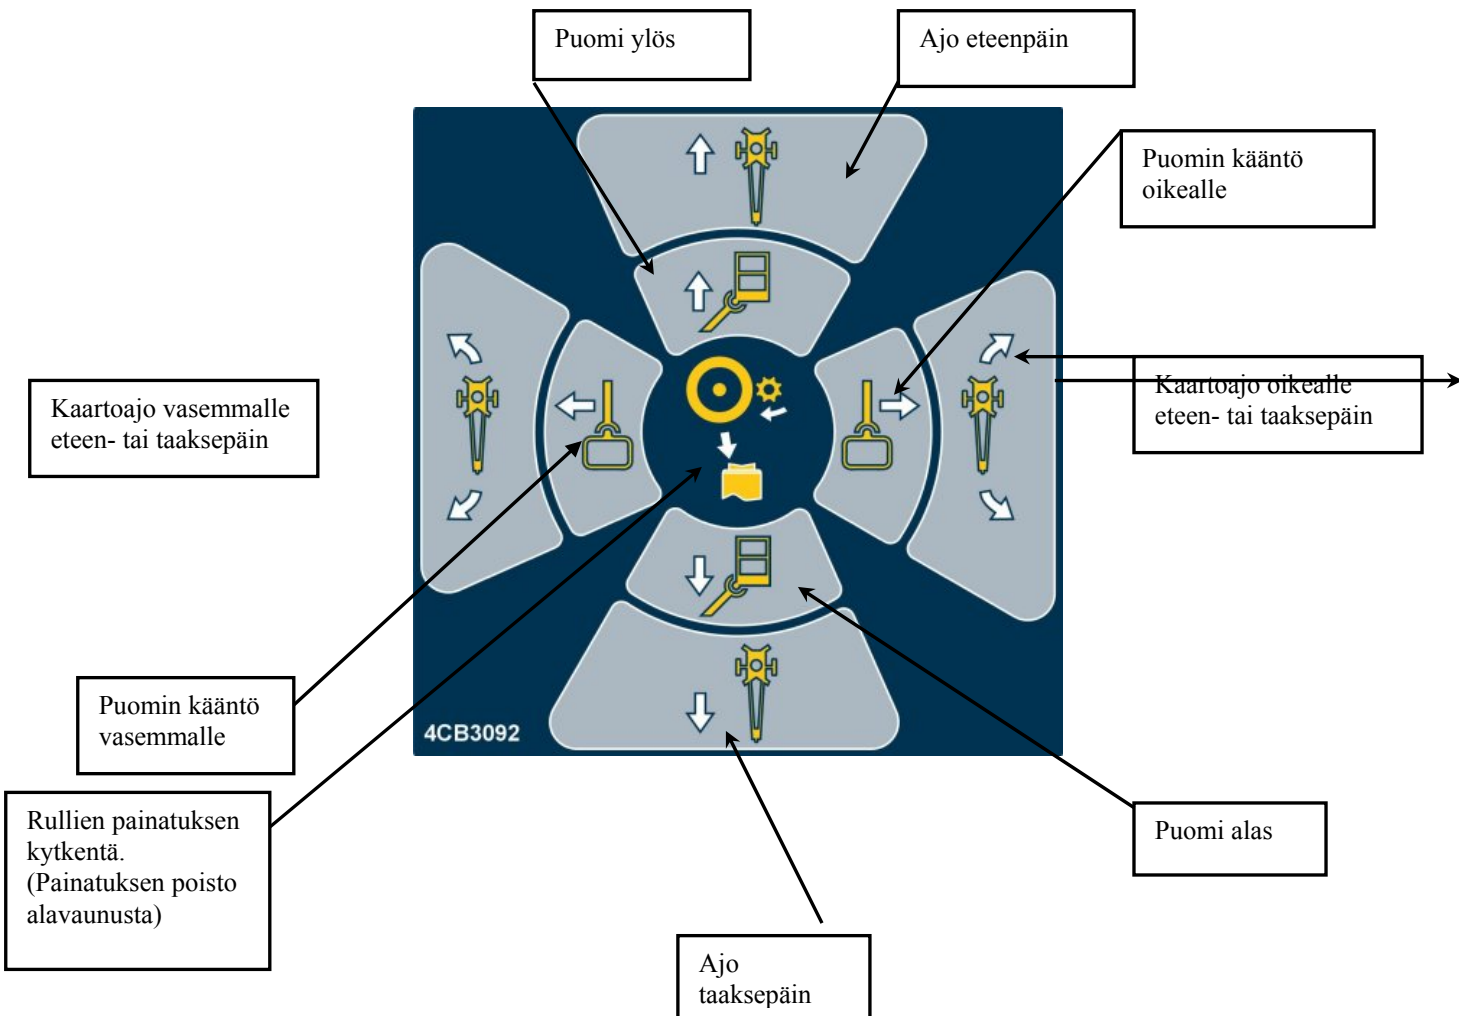 Puomi ylös
Ajo eteenpäin
Puomin kääntö
oikealle
Kaartoajo oikealle
eteen- tai taaksepäin
Kaartoajo vasemmalle
eteen- tai taaksepäin
Puomin kääntö
vasemmalle
4CB3092
Rullien painatuksen
kytkentä.
(Painatuksen poisto
alavaunusta)
Puomi alas
Ajo
taaksepäin